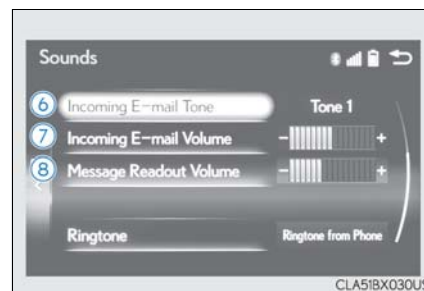 Sounds
6 Incoming E-mail Tone Tone 1
7 Incoming E-mail Volume - +
8 Message Readout Volume - +
Ringtone Ringtone from Phone
CLA51BX030US